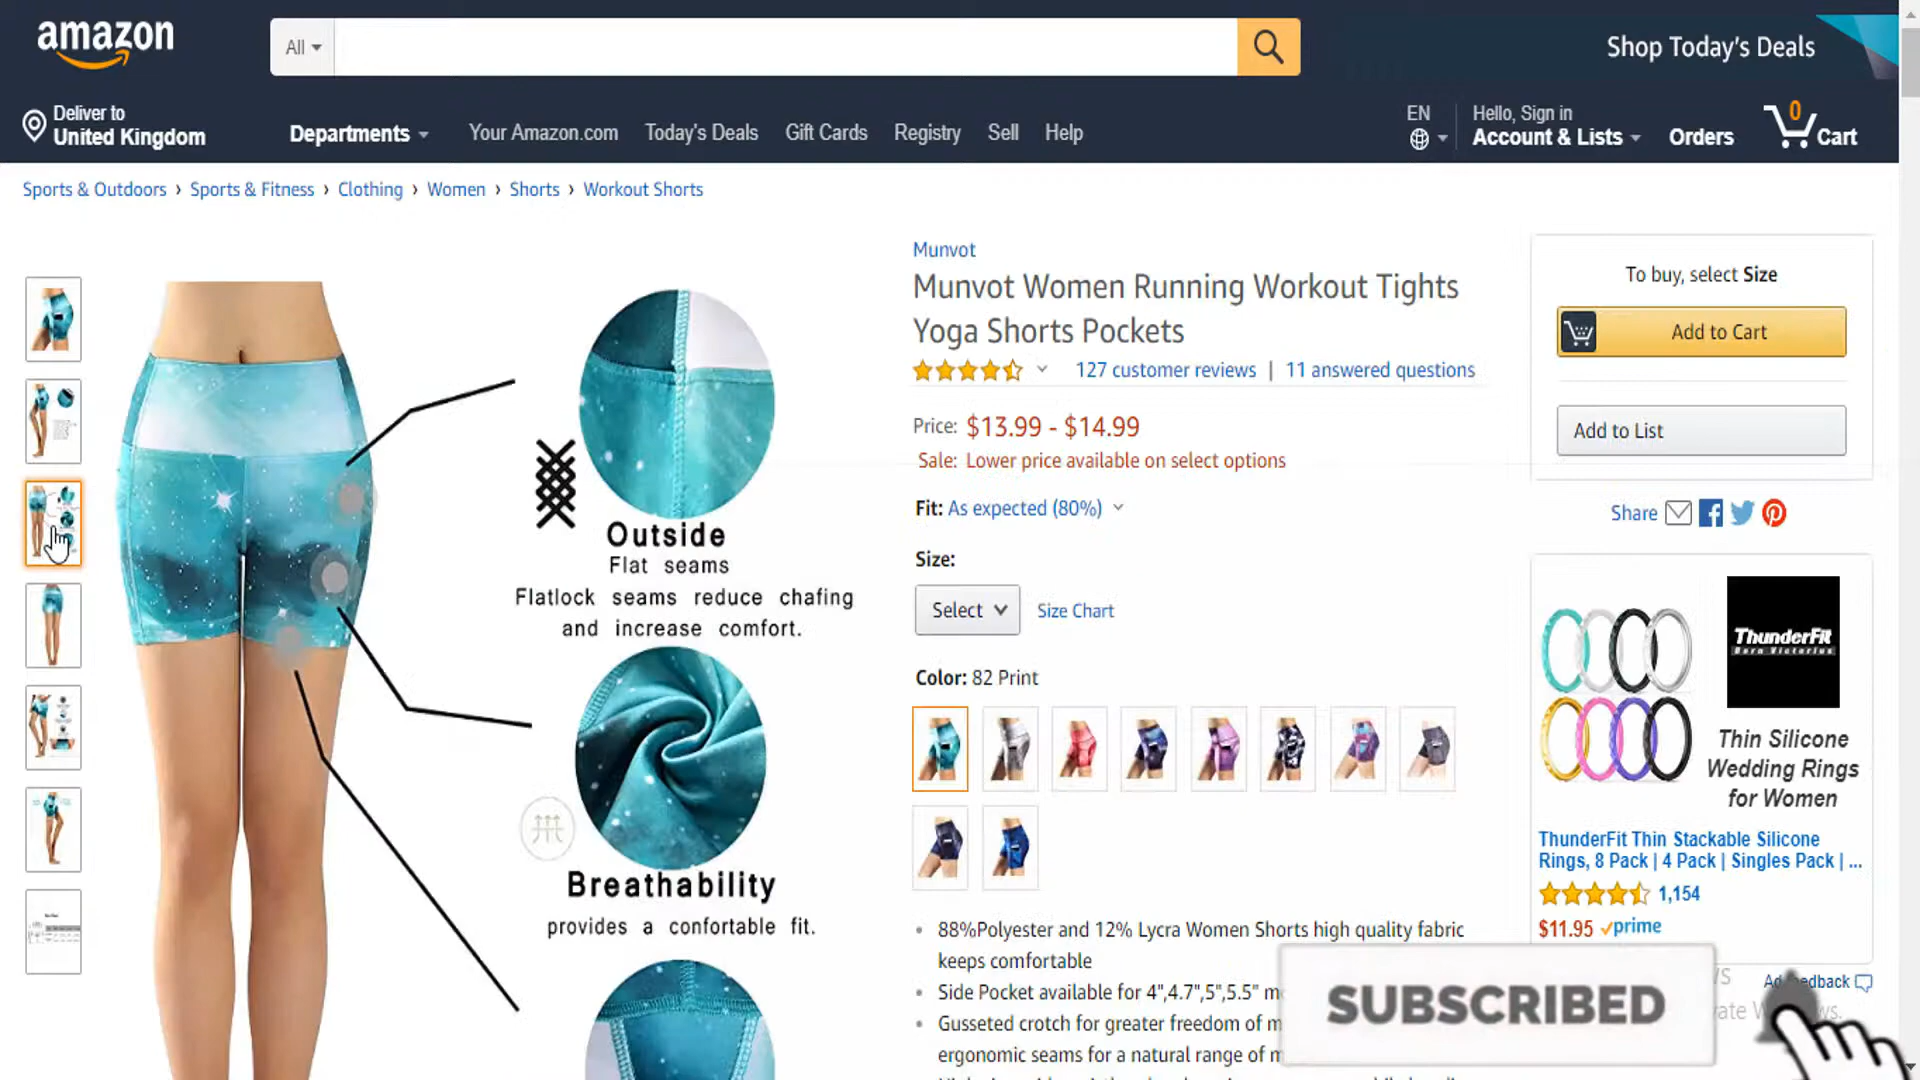 amazon
All
Shop Today's Deals
Deliver to
United Kingdom
Departments
Your Amazon.com
Today's Deals
Gift Cards
Registry
Sell
Help
EN
Hello, Sign in
Account & Lists
Orders
0
Cart
Sports & Outdoors › Sports & Fitness › Clothing › Women › Shorts › Workout Shorts
Outside
Flat seams
Flatlock seams reduce chafing
and increase comfort.
Breathability
provides a comfortable fit.
Munvot
Munvot Women Running Workout Tights
Yoga Shorts Pockets
127 customer reviews | 11 answered questions
Price: $13.99 - $14.99
Sale: Lower price available on select options
Fit: As expected (80%)
Size:
Select
Size Chart
Color: 82 Print
• 88%Polyester and 12% Lycra Women Shorts high quality fabric
keeps comfortable
• Side Pocket available for 4",4.7",5",5.5"
• Gusseted crotch for greater freedom of
ergonomic seams for a natural range of
To buy, select Size
Add to Cart
Add to List
Share
ThunderFit
Born Victorius
Thin Silicone
Wedding Rings
for Women
ThunderFit Thin Stackable Silicone
Rings, 8 Pack | 4 Pack | Singles Pack | ...
1,154
$11.95 prime
SUBSCRIBED